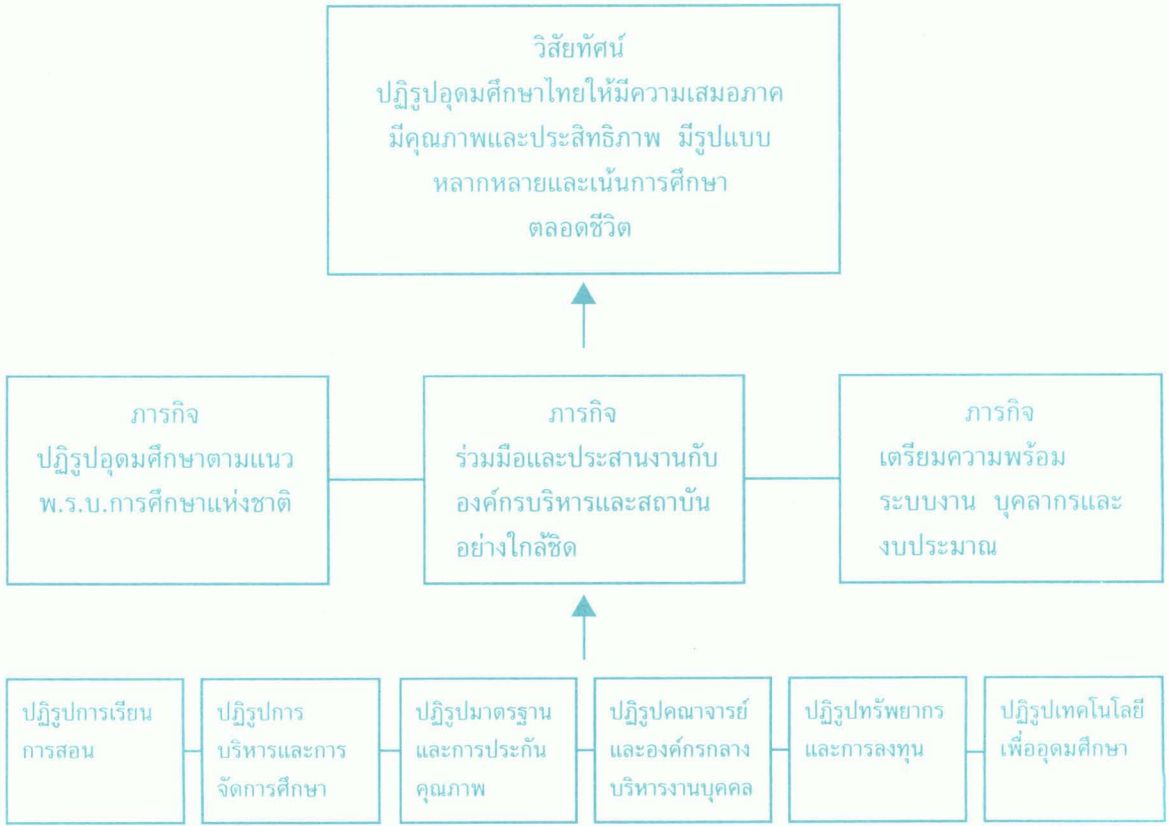 วิสัยทัศน์
ปฏิรูปอุดมศึกษาไทยให้มีความเสมอภาค
มีคุณภาพและประสิทธิภาพ มีรูปแบบ
หลากหลายและเน้นการศึกษา
ตลอดชีวิต
ภารกิจ
ปฏิรูปอุดมศึกษาตามแนว
พ.ร.บ.การศึกษาแห่งชาติ
ภารกิจ
ร่วมมือและประสานงานกับ
องค์กรบริหารและสถาบัน
อย่างใกล้ชิด
ภารกิจ
เตรียมความพร้อม
ระบบงาน บุคลากรและ
งบประมาณ
ปฏิรูปการเรียน
การสอน
ปฏิรูปการ
บริหารและการ
จัดการศึกษา
ปฏิรูปมาตรฐาน
และการประกัน
คุณภาพ
ปฏิรูปคณาจารย์
และองค์กรกลาง
บริหารงานบุคคล
ปฏิรูปทรัพยากร
และการลงทุน
ปฏิรูปเทคโนโลยี
เพื่ออุดมศึกษา